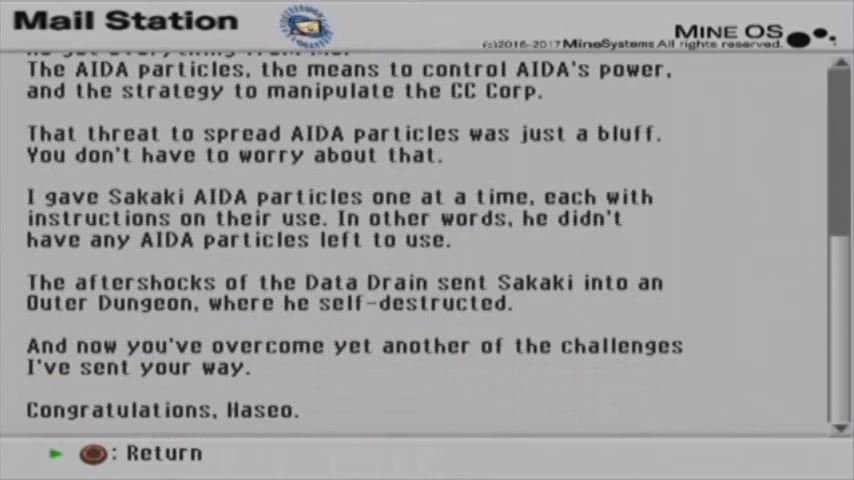 Mail Station
MINE OS
(c)2016-2017 MineSystems All rights reserved.
he got everything from me.
The AIDA particles, the means to control AIDA's power,
and the strategy to manipulate the CC Corp.
That threat to spread AIDA particles was just a bluff.
You don't have to worry about that.
I gave Sakaki AIDA particles one at a time, each with
instructions on their use. In other words, he didn't
have any AIDA particles left to use.
The aftershocks of the Data Drain sent Sakaki into an
Outer Dungeon, where he self-destructed.
And now you've overcome yet another of the challenges
I've sent your way.
Congratulations, Haseo.
: Return